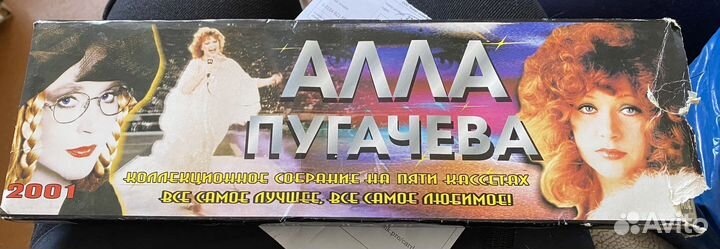 АЛЛА
ПУГАЧЕВА
КОЛЛЕКЦИОННОЕ СОБРАНИЕ НА ПЯТИ КАССЕТАХ
ВСЕ САМОЕ ЛУЧШЕЕ, ВСЕ САМОЕ ЛЮБИМОЕ!
2001
Avito